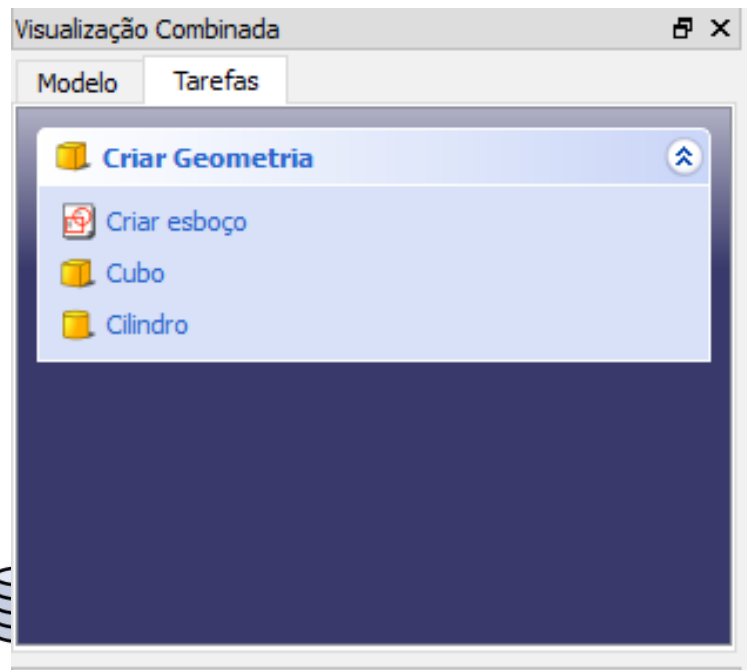 Visualização Combinada
Modelo Tarefas
Criar Geometria
Criar esboço
Cubo
Cilindro